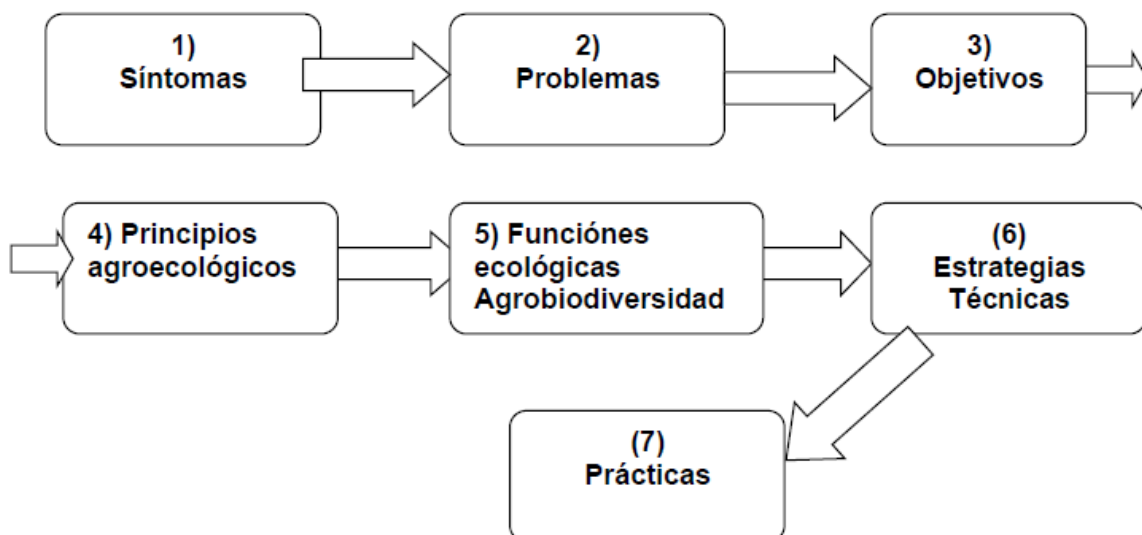 1)
Síntomas
2)
Problemas
3)
Objetivos
4) Principios
agroecológicos
5) Funciónes
ecológicas
Agrobiodiversidad
(6)
Estrategias
Técnicas
(7)
Prácticas